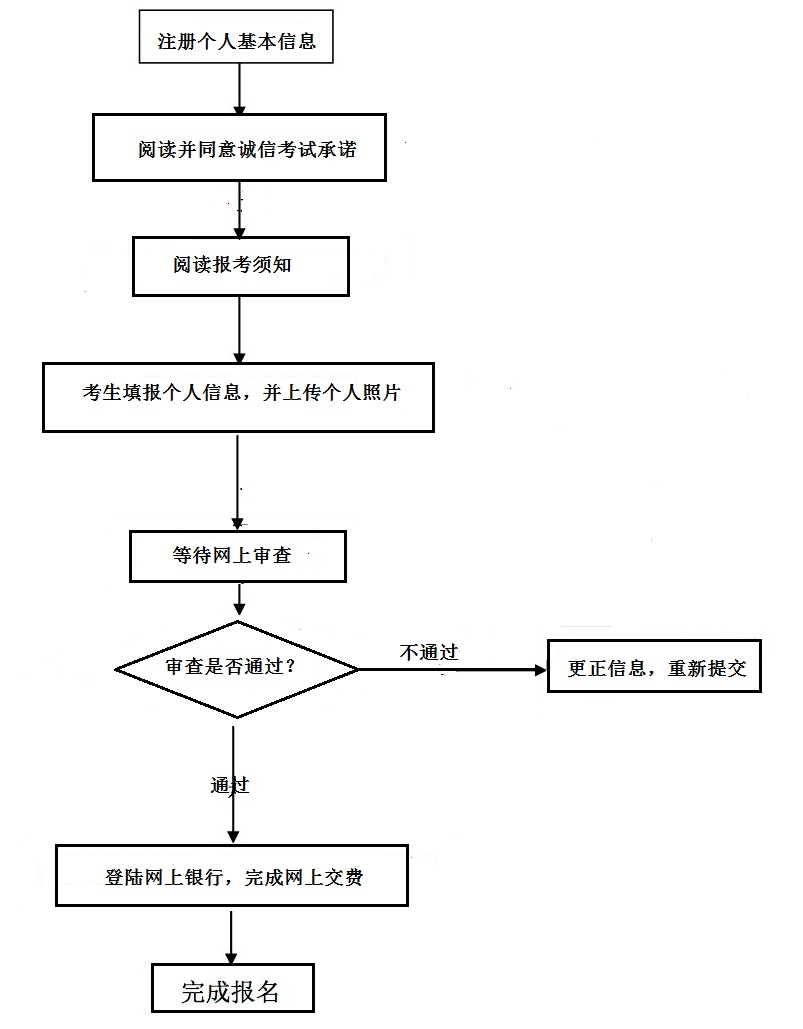 注册个人基本信息
阅读并同意诚信考试承诺
阅读报考须知
考生填报个人信息，并上传个人照片
等待网上审查
审查是否通过？
不通过
更正信息，重新提交
通过
登陆网上银行，完成网上交费
完成报名